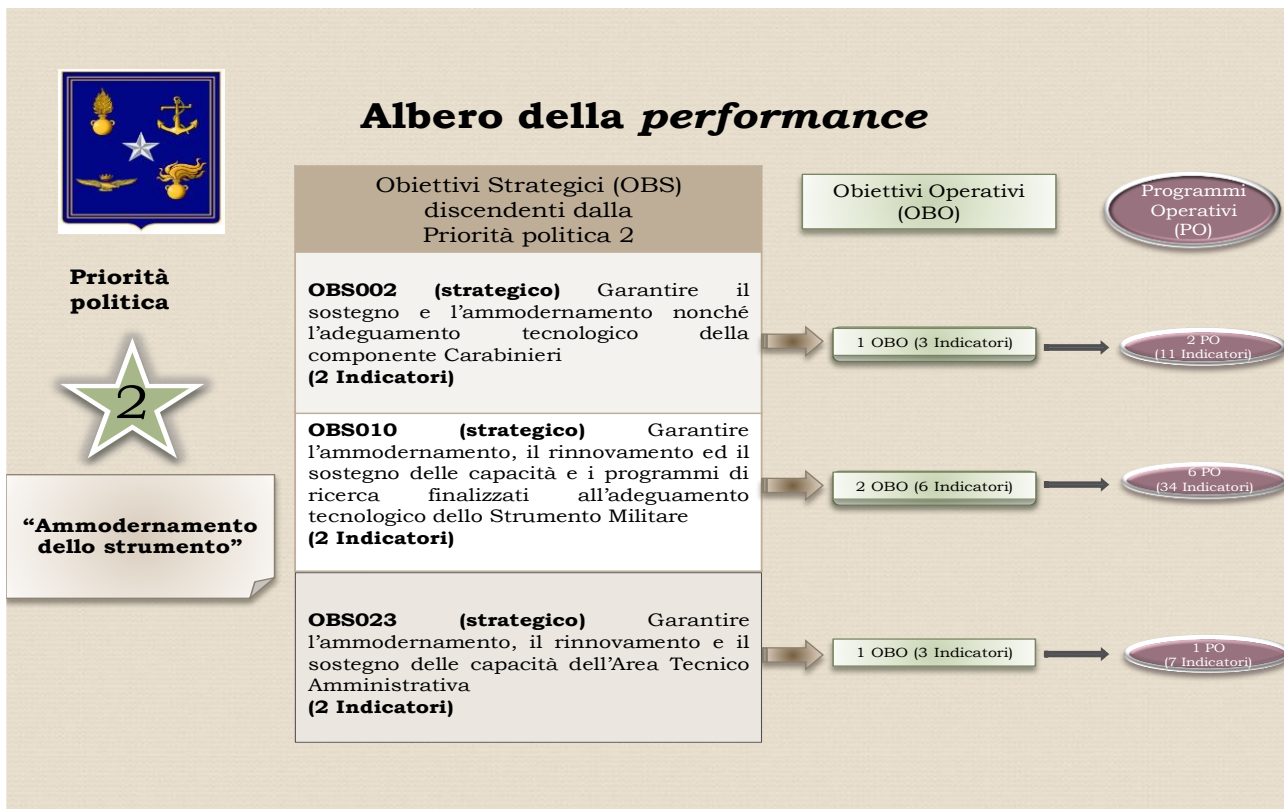 Albero della performance
Priorità
politica
2
“Ammodernamento
dello strumento”
Obiettivi Strategici (OBS)
discendenti dalla
Priorità politica 2
Obiettivi Operativi
(OBO)
Programmi
Operativi
(PO)
OBS002 (strategico) Garantire il
sostegno e l’ammodernamento nonché
l’adeguamento tecnologico della
componente Carabinieri
(2 Indicatori)
1 OBO (3 Indicatori)
2 PO
(11 Indicatori)
OBS010 (strategico) Garantire
l’ammodernamento, il rinnovamento ed il
sostegno delle capacità e i programmi di
ricerca finalizzati all’adeguamento
tecnologico dello Strumento Militare
(2 Indicatori)
2 OBO (6 Indicatori)
6 PO
(34 Indicatori)
OBS023 (strategico) Garantire
l’ammodernamento, il rinnovamento e il
sostegno delle capacità dell’Area Tecnico
Amministrativa
(2 Indicatori)
1 OBO (3 Indicatori)
1 PO
(7 Indicatori)